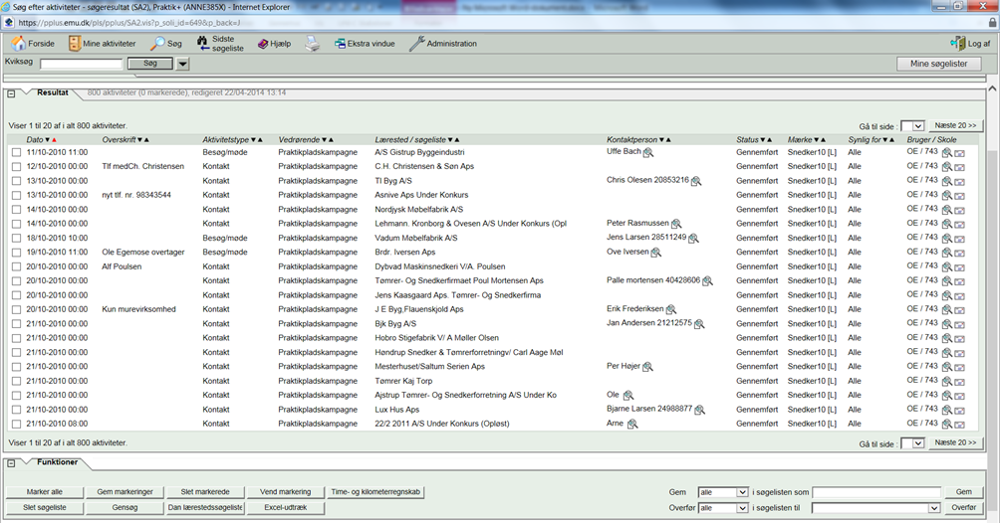 Søg efter aktiviteter - søgeresultat (SA2), Praktik+ (ANNE385X) - Internet Explorer
https://pplus.emu.dk/pls/pplus/SA2.vis?p_soli_id=649&p_back=J
Forside Mine aktiviteter Søg Sidste søgeliste Hjælp Ekstra vindue Administration Log af
Kviksøg Søg Mine søgelister
Resultat 800 aktiviteter (0 markerede), redigeret 22/04-2014 13:14
Viser 1 til 20 af i alt 800 aktiviteter. Gå til side : Næste 20 >>
Dato Overskrift Aktivitetstype Vedrørende Lærested / søgeliste Kontaktperson Status Mærke Synlig for Bruger / Skole
11/10-2010 11:00 Besøg/møde Praktikpladskampagne A/S Gistrup Byggeindustri Uffe Bach Gennemført Snedker10 [L] Alle OE / 743
12/10-2010 00:00 Tlf medCh. Christensen Kontakt Praktikpladskampagne C.H. Christensen & Søn Aps Gennemført Snedker10 [L] Alle OE / 743
13/10-2010 00:00 Kontakt Praktikpladskampagne Tl Byg A/S Chris Olesen 20853216 Gennemført Snedker10 [L] Alle OE / 743
13/10-2010 00:00 nyt tlf. nr. 98343544 Kontakt Praktikpladskampagne Asnive Aps Under Konkurs Gennemført Snedker10 [L] Alle OE / 743
14/10-2010 00:00 Kontakt Praktikpladskampagne Nordjysk Møbelfabrik A/S Gennemført Snedker10 [L] Alle OE / 743
14/10-2010 00:00 Kontakt Praktikpladskampagne Lehmann. Kronborg & Ovesen A/S Under Konkurs (Opl Peter Rasmussen Gennemført Snedker10 [L] Alle OE / 743
18/10-2010 10:00 Besøg/møde Praktikpladskampagne Vadum Møbelfabrik A/S Jens Larsen 28511249 Gennemført Snedker10 [L] Alle OE / 743
19/10-2010 11:00 Ole Egemose overtager Besøg/møde Praktikpladskampagne Brdr. Iversen Aps Ove Iversen Gennemført Snedker10 [L] Alle OE / 743
20/10-2010 00:00 Alf Poulsen Kontakt Praktikpladskampagne Dybvad Maskinsnedkeri V/A. Poulsen Gennemført Snedker10 [L] Alle OE / 743
20/10-2010 00:00 Kontakt Praktikpladskampagne Tømrer- Og Snedkerfirmaet Poul Mortensen Aps Palle mortensen 40428606 Gennemført Snedker10 [L] Alle OE / 743
20/10-2010 00:00 Kontakt Praktikpladskampagne Jens Kaasgaard Aps. Tømrer- Og Snedkerfirma Gennemført Snedker10 [L] Alle OE / 743
20/10-2010 00:00 Kun murevirksomhed Kontakt Praktikpladskampagne J E Byg,Flauenskjold Aps Erik Frederiksen Gennemført Snedker10 [L] Alle OE / 743
21/10-2010 00:00 Kontakt Praktikpladskampagne Bjk Byg A/S Jan Andersen 21212575 Gennemført Snedker10 [L] Alle OE / 743
21/10-2010 00:00 Kontakt Praktikpladskampagne Hobro Stigefabrik V/ A Møller Olsen Gennemført Snedker10 [L] Alle OE / 743
21/10-2010 00:00 Kontakt Praktikpladskampagne Høndrup Snedker & Tømrerforretningv/ Carl Aage Møl Gennemført Snedker10 [L] Alle OE / 743
21/10-2010 00:00 Kontakt Praktikpladskampagne Mesterhuset/Saltum Serien Aps Per Højer Gennemført Snedker10 [L] Alle OE / 743
21/10-2010 00:00 Kontakt Praktikpladskampagne Tømrer Kaj Torp Gennemført Snedker10 [L] Alle OE / 743
21/10-2010 00:00 Kontakt Praktikpladskampagne Ajstrup Tømrer- Og Snedkerforretning A/S Under Ko Ole Gennemført Snedker10 [L] Alle OE / 743
21/10-2010 00:00 Kontakt Praktikpladskampagne Lux Hus Aps Bjarne Larsen 24988877 Gennemført Snedker10 [L] Alle OE / 743
21/10-2010 08:00 Kontakt Praktikpladskampagne 22/2 2011 A/S Under Konkurs (Opløst) Arne Gennemført Snedker10 [L] Alle OE / 743
Viser 1 til 20 af i alt 800 aktiviteter. Gå til side : Næste 20 >>
Funktioner
Marker alle Gem markeringer Slet markerede Vend markering Time- og kilometerregnskab Gem alle i søgelisten som Gem
Slet søgeliste Gensøg Dan lærestedssøgeliste Excel-udtræk Overfør alle i søgelisten til Overfør